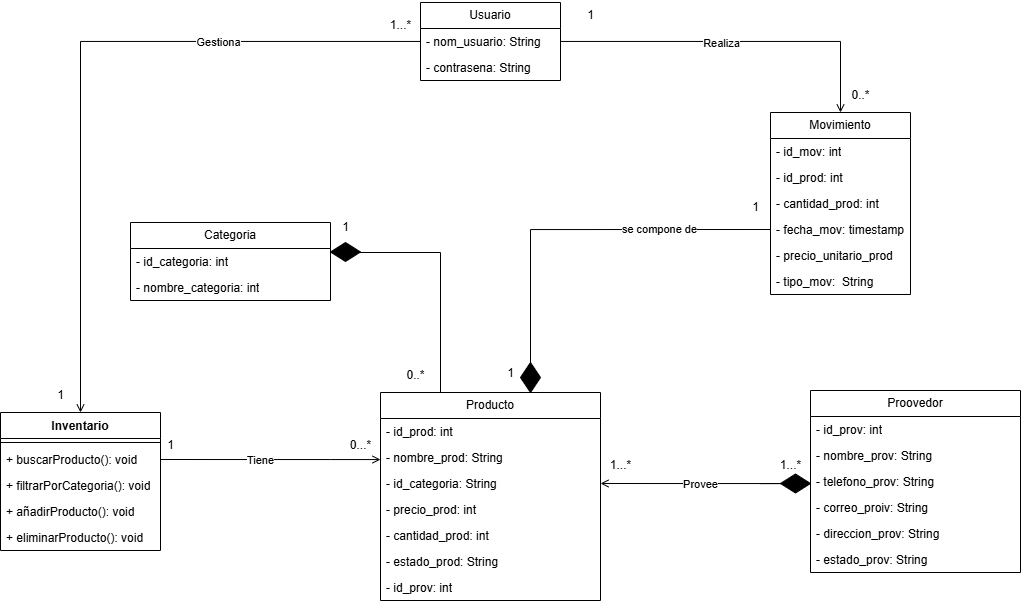 Usuario
- nom_usuario: String
- contrasena: String
1...*
1
Gestiona
Realiza
0..*
Movimiento
- id_mov: int
- id_prod: int
- cantidad_prod: int
- fecha_mov: timestamp
- precio_unitario_prod
- tipo_mov:  String
1
se compone de
1
Categoria
- id_categoria: int
- nombre_categoria: int
1
0..*
1
Inventario
+ buscarProducto(): void
+ filtrarPorCategoria(): void
+ añadirProducto(): void
+ eliminarProducto(): void
1
Tiene
0...*
Producto
- id_prod: int
- nombre_prod: String
- id_categoria: String
- precio_prod: int
- cantidad_prod: int
- estado_prod: String
- id_prov: int
1...*
Provee
1...*
Proovedor
- id_prov: int
- nombre_prov: String
- telefono_prov: String
- correo_proiv: String
- direccion_prov: String
- estado_prov: String